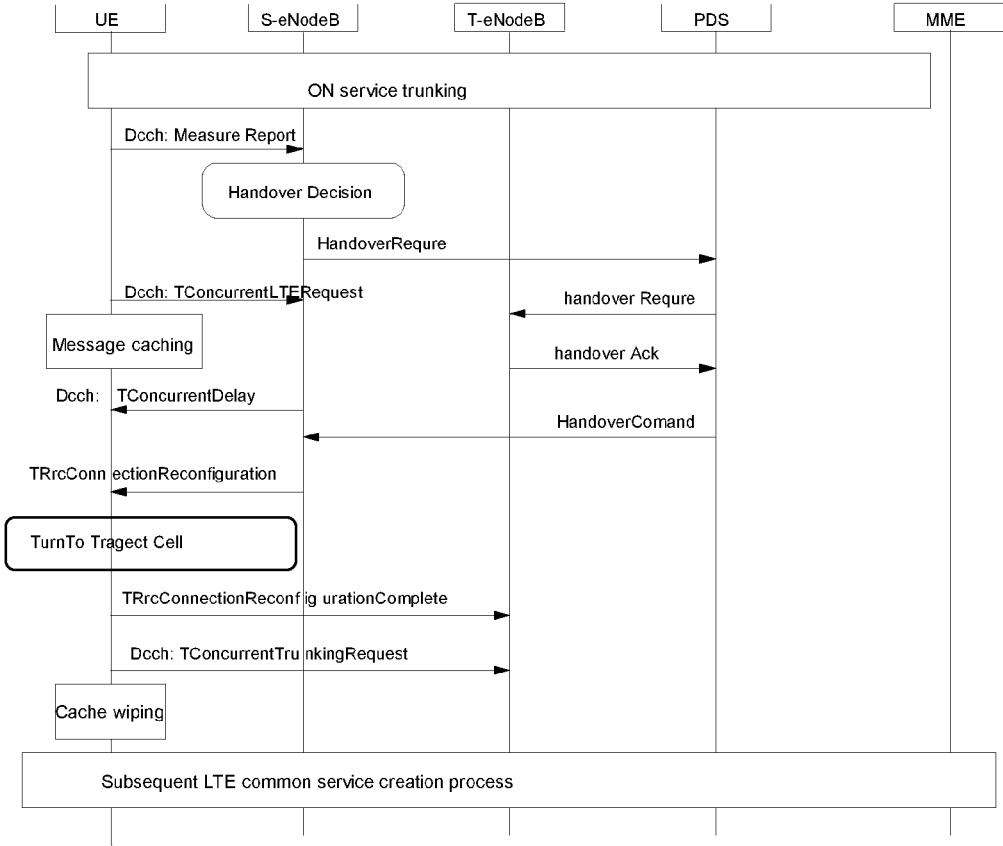 UE
S-eNodeB
T-eNodeB
PDS
MME
ON service trunking
Dcch: Measure Report
Handover Decision
HandoverRequre
Dcch: TConcurrentLTERequest
handover Requre
Message caching
handover Ack
Dcch: TConcurrentDelay
HandoverComand
TRrcConnectionReconfiguration
TurnTo Tragect Cell
TRrcConnectionReconfigurationComplete
Dcch: TConcurrentTrunkingRequest
Cache wiping
Subsequent LTE common service creation process